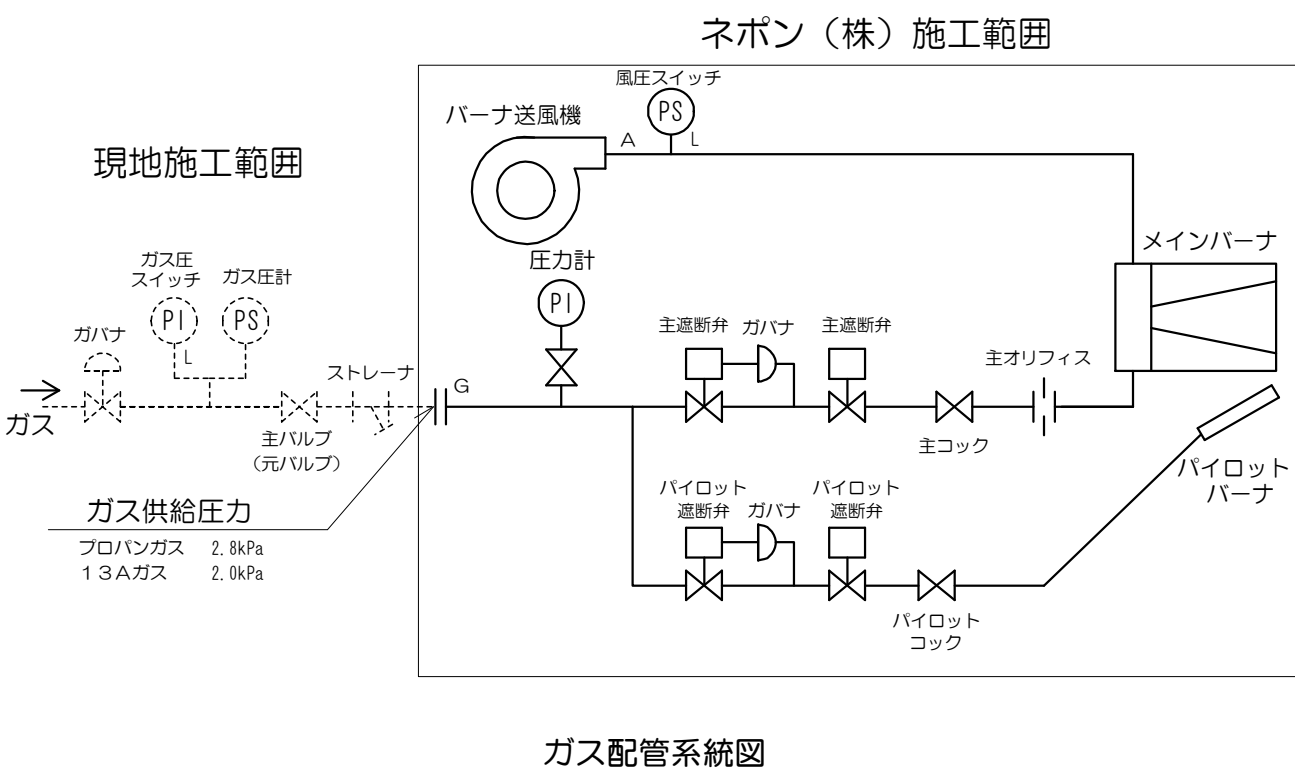 ネポン（株）施工範囲
現地施工範囲
風圧スイッチ
PS
L
バーナ送風機
A
メインバーナ
圧力計
PI
ガス圧
スイッチ
PI
L
ガス圧計
PS
ガバナ
ガス
主バルブ
（元バルブ）
ストレーナ
G
主遮断弁
ガバナ
主遮断弁
主コック
主オリフィス
パイロット
バーナ
パイロット
遮断弁
ガバナ
パイロット
遮断弁
パイロット
コック
ガス供給圧力
プロパンガス 2.8kPa
13Aガス 2.0kPa
ガス配管系統図